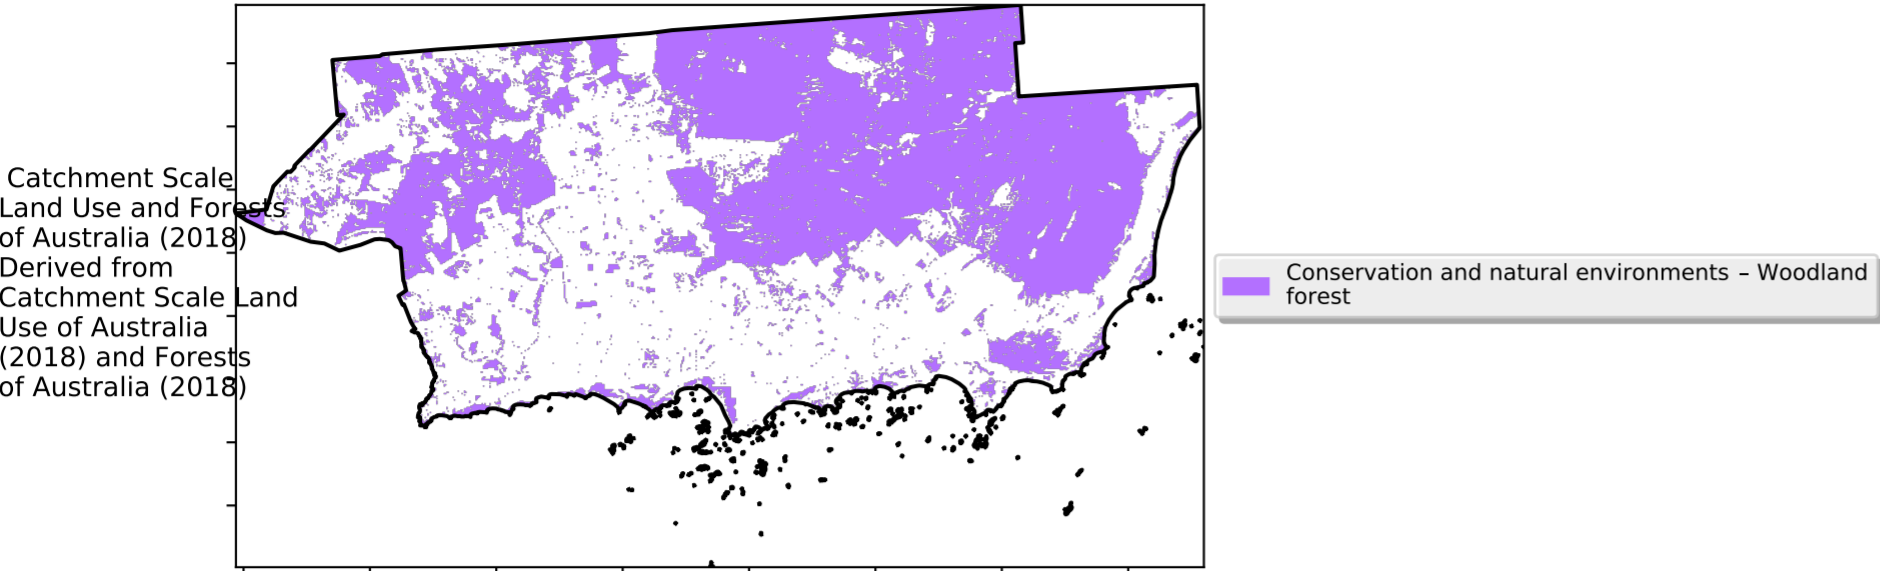 Catchment Scale
Land Use and Forests
of Australia (2018)
Derived from
Catchment Scale Land
Use of Australia
(2018) and Forests
of Australia (2018)
Conservation and natural environments – Woodland
forest